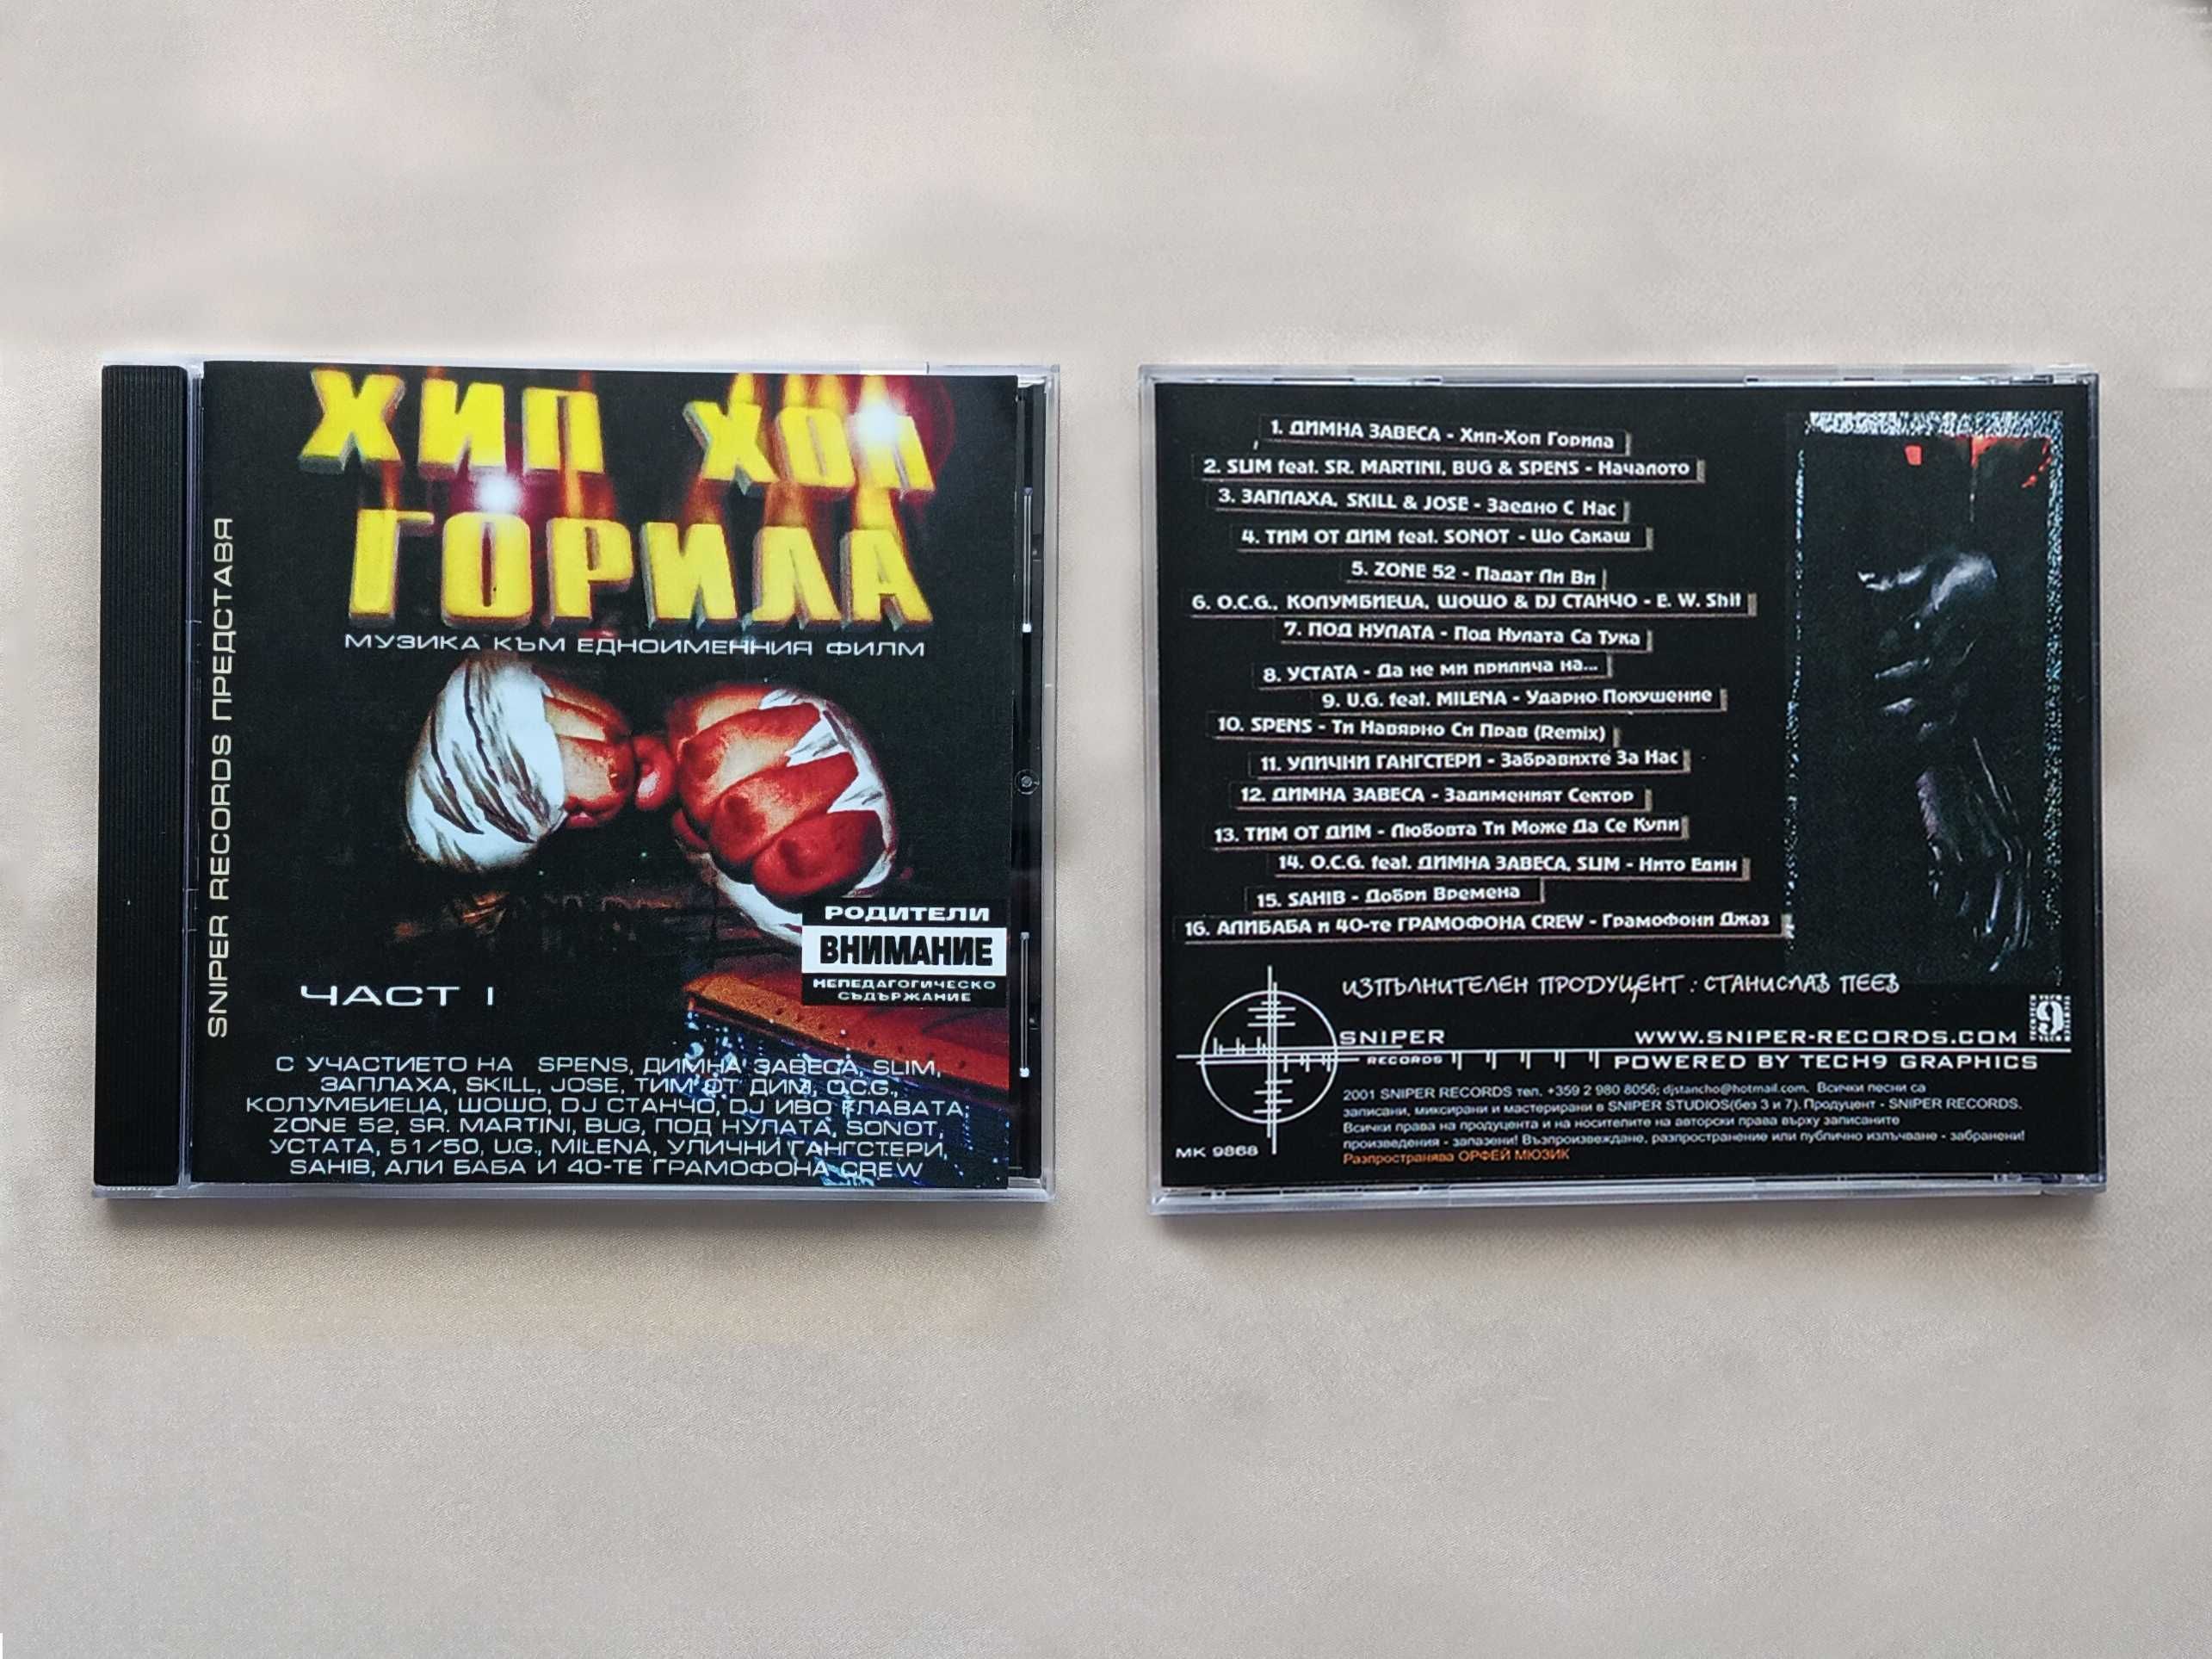 SNIPER RECORDS ПРЕДСТАВЯ
ХИП ХОП
ГОРИЛА
МУЗИКА КЪМ ЕДНОИМЕННИЯ ФИЛМ
РОДИТЕЛИ
ВНИМАНИЕ
НЕПЕДАГОГИЧЕСКО
СЪДЪРЖАНИЕ
ЧАСТ I
С УЧАСТИЕТО НА SPENS, ДИМНА ЗАВЕСА, SLIM,
ЗАПЛАХА, SKILL, JOSE, ТИМ ОТ ДИМ, O.C.G.,
КОЛУМБИЕЦА, ШОШО, DJ СТАНЧО, DJ ИВО ГЛАВАТА,
ZONE 52, SR. MARTINI, BUG, ПОД НУЛАТА, SONOT,
УСТАТА, 51/50, U.G., MILENA, УЛИЧНИ ГАНГСТЕРИ,
SAHIB, АЛИ БАБА И 40-ТЕ ГРАМОФОНА CREW
1. ДИМНА ЗАВЕСА - Хип-Хоп Горила
2. SLIM feat. SR. MARTINI, BUG & SPENS - Началото
3. ЗАПЛАХА, SKILL & JOSE - Заедно С Нас
4. ТИМ ОТ ДИМ feat. SONOT - Шо Сакаш
5. ZONE 52 - Падат Ли Ви
6. O.C.G., КОЛУМБИЕЦА, ШОШО & DJ СТАНЧО - E. W. Shit
7. ПОД НУЛАТА - Под Нулата Са Тука
8. УСТАТА - Да не ми прилича на...
9. U.G. feat. MILENA - Ударно Покушение
10. SPENS - Ти Навярно Си Прав (Remix)
11. УЛИЧНИ ГАНГСТЕРИ - Забравихте За Нас
12. ДИМНА ЗАВЕСА - Задименият Сектор
13. ТИМ ОТ ДИМ - Любовта Ти Може Да Се Купи
14. O.C.G. feat. ДИМНА ЗАВЕСА, SLIM - Нито Един
15. SAHIB - Добри Времена
16. АЛИБАБА и 40-те ГРАМОФОНА CREW - Грамофони Джаз
ИЗПЪЛНИТЕЛЕН ПРОДУЦЕНТ : СТАНИСЛАВ ПЕЕВ
SNIPER WWW.SNIPER-RECORDS.COM
RECORDS POWERED BY TECH9 GRAPHICS
9
2001 SNIPER RECORDS тел. +359 2 980 8056; djstancho@hotmail.com. Всички песни са
записани, миксирани и мастерирани в SNIPER STUDIOS(без 3 и 7). Продуцент - SNIPER RECORDS.
Всички права на продуцента и на носителите на авторски права върху записаните
произведения - запазени! Възпроизвеждане, разпространение или публично излъчване - забранени!
Разпространява ОРФЕЙ МЮЗИК
МК 9868